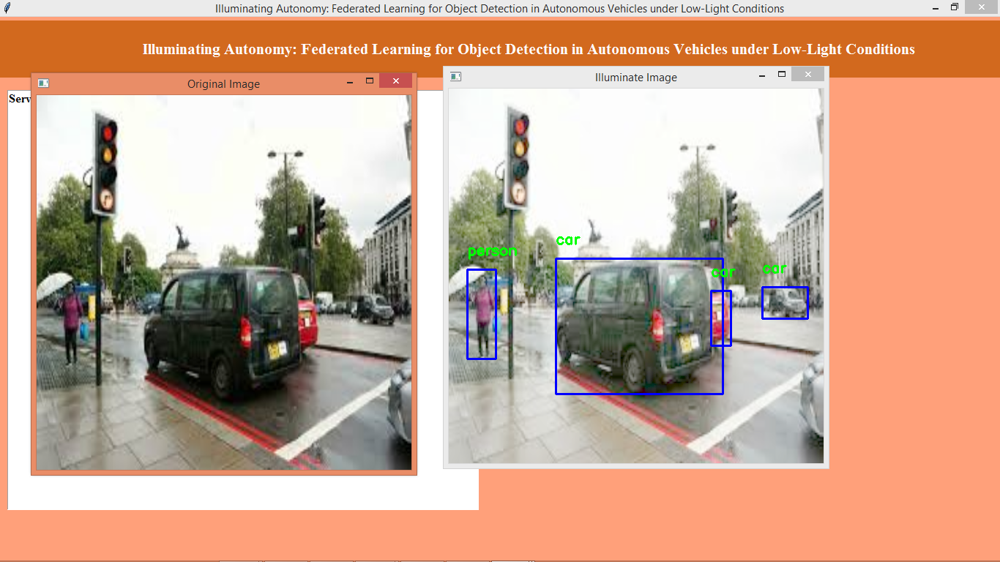 Illuminating Autonomy: Federated Learning for Object Detection in Autonomous Vehicles under Low-Light Conditions
Illuminating Autonomy: Federated Learning for Object Detection in Autonomous Vehicles under Low-Light Conditions
Original Image
Illuminate Image
Serv
person
car
car
car